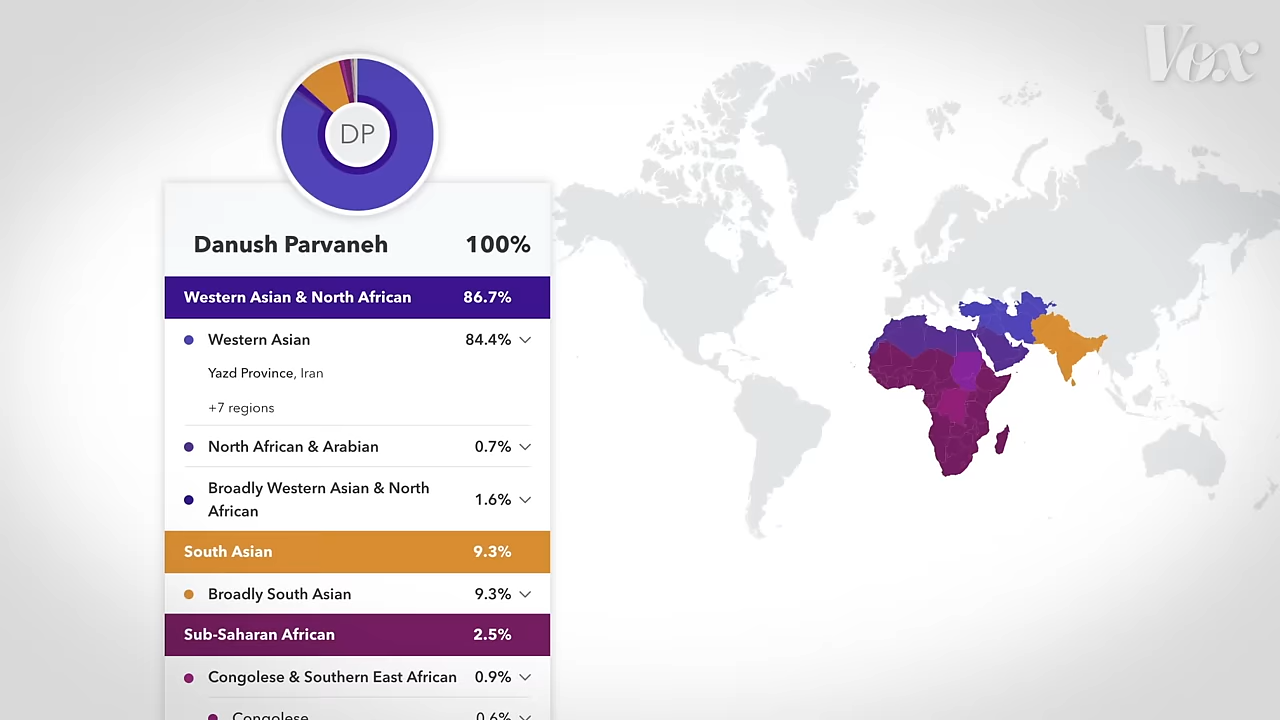 Vox
DP
Danush Parvaneh 100%
Western Asian & North African 86.7%
Western Asian 84.4%
Yazd Province, Iran
+7 regions
North African & Arabian 0.7%
Broadly Western Asian & North
African 1.6%
South Asian 9.3%
Broadly South Asian 9.3%
Sub-Saharan African 2.5%
Congolese & Southern East African 0.9%
Congolese 0.6%